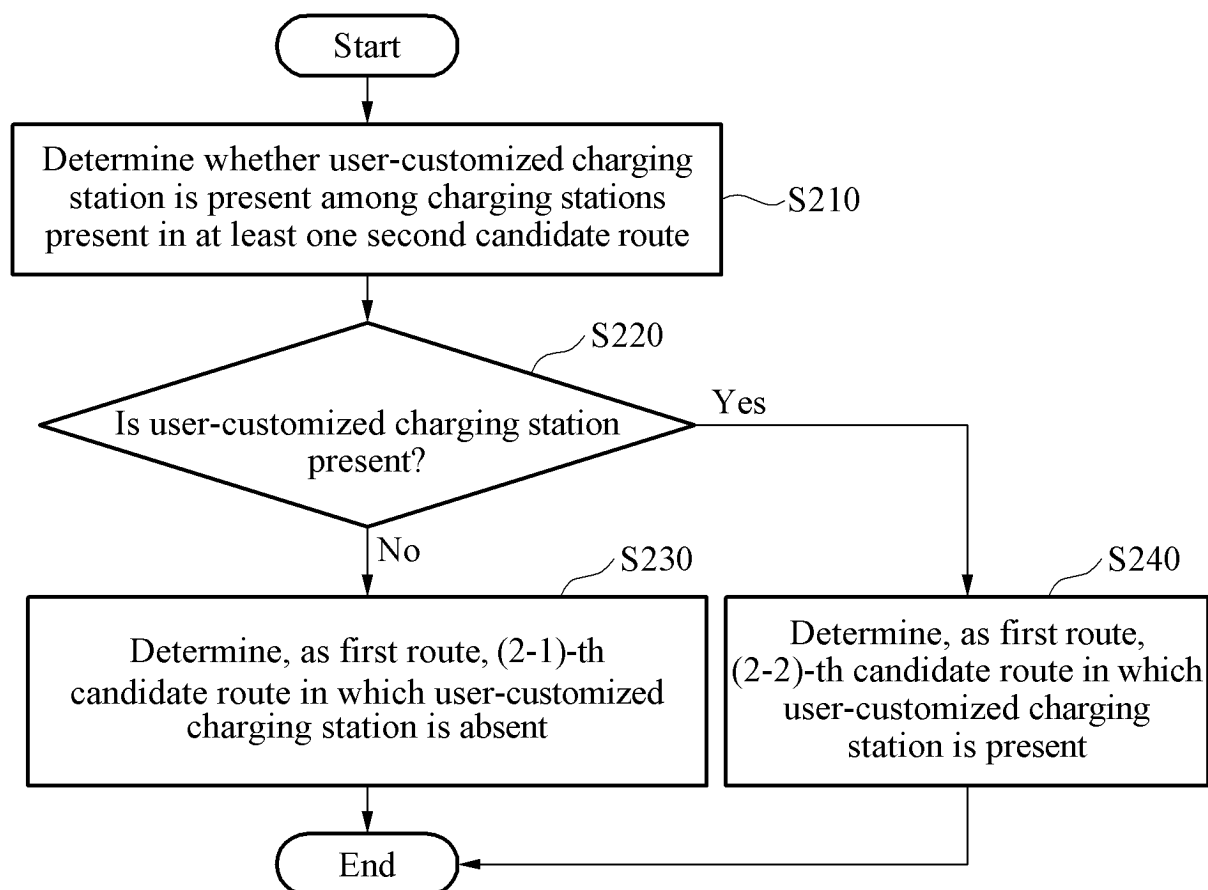 Start
Determine whether user-customized charging
station is present among charging stations
present in at least one second candidate route
S210
S220
Is user-customized charging station
present?
Yes
No
S230
Determine, as first route, (2-1)-th
candidate route in which user-customized
charging station is absent
S240
Determine, as first route,
(2-2)-th candidate route in which
user-customized charging
station is present
End